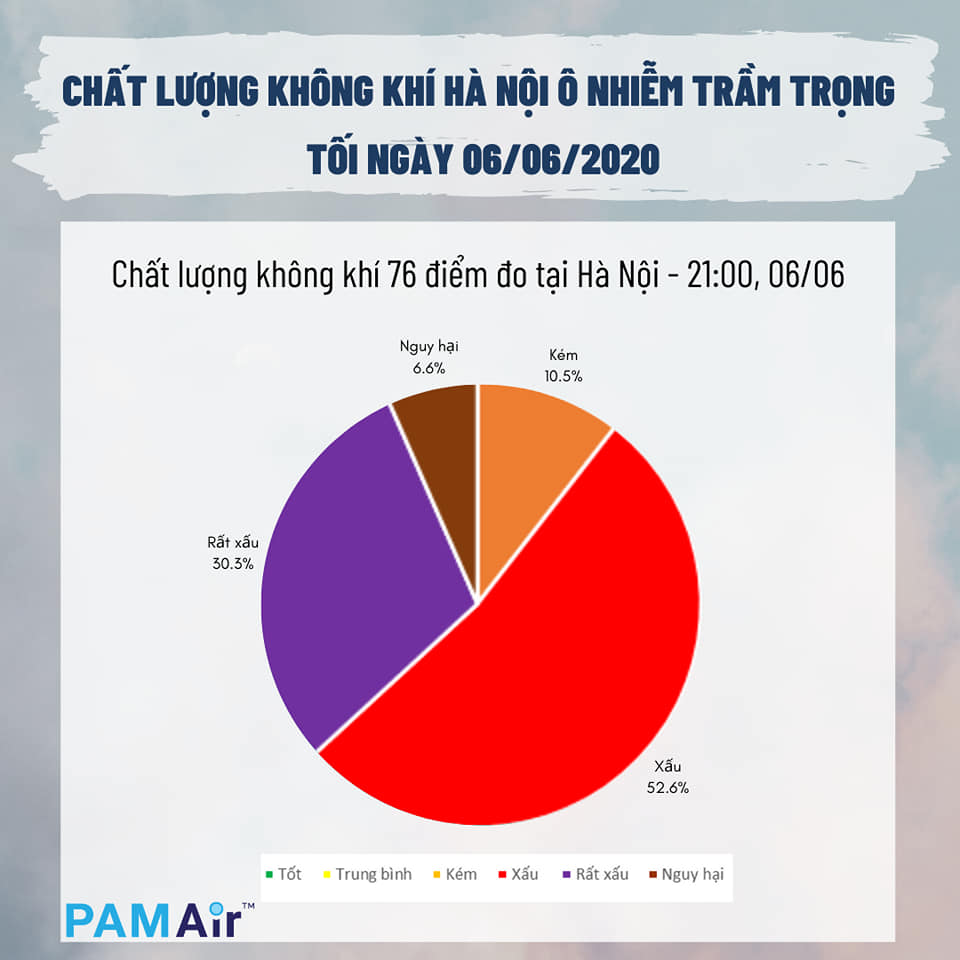 CHẤT LƯỢNG KHÔNG KHÍ HÀ NỘI Ô NHIỄM TRẦM TRỌNG
TỐI NGÀY 06/06/2020
Chất lượng không khí 76 điểm đo tại Hà Nội - 21:00, 06/06
Nguy hại
6.6%
Kém
10.5%
Rất xấu
30.3%
Xấu
52.6%
Tốt Trung bình Kém Xấu Rất xấu Nguy hại
PAM Air™